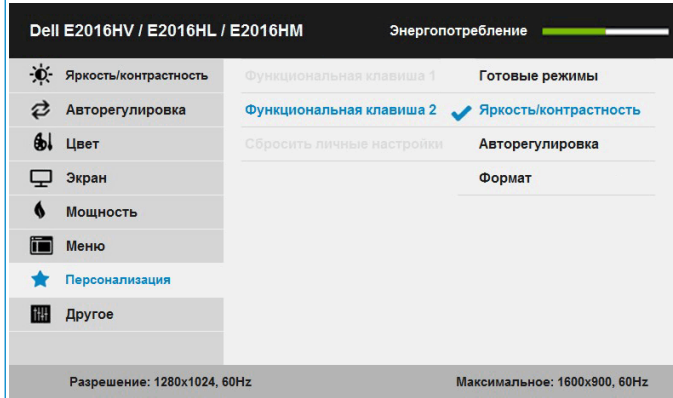 Dell E2016HV / E2016HL / E2016HM Энергопотребление
Яркость/контрастность Функциональная клавиша 1 Готовые режимы
Авторегулировка Функциональная клавиша 2 Яркость/контрастность
Цвет Сбросить личные настройки Авторегулировка
Экран Формат
Мощность
Меню
Персонализация
Другое
Разрешение: 1280x1024, 60Hz Максимальное: 1600x900, 60Hz